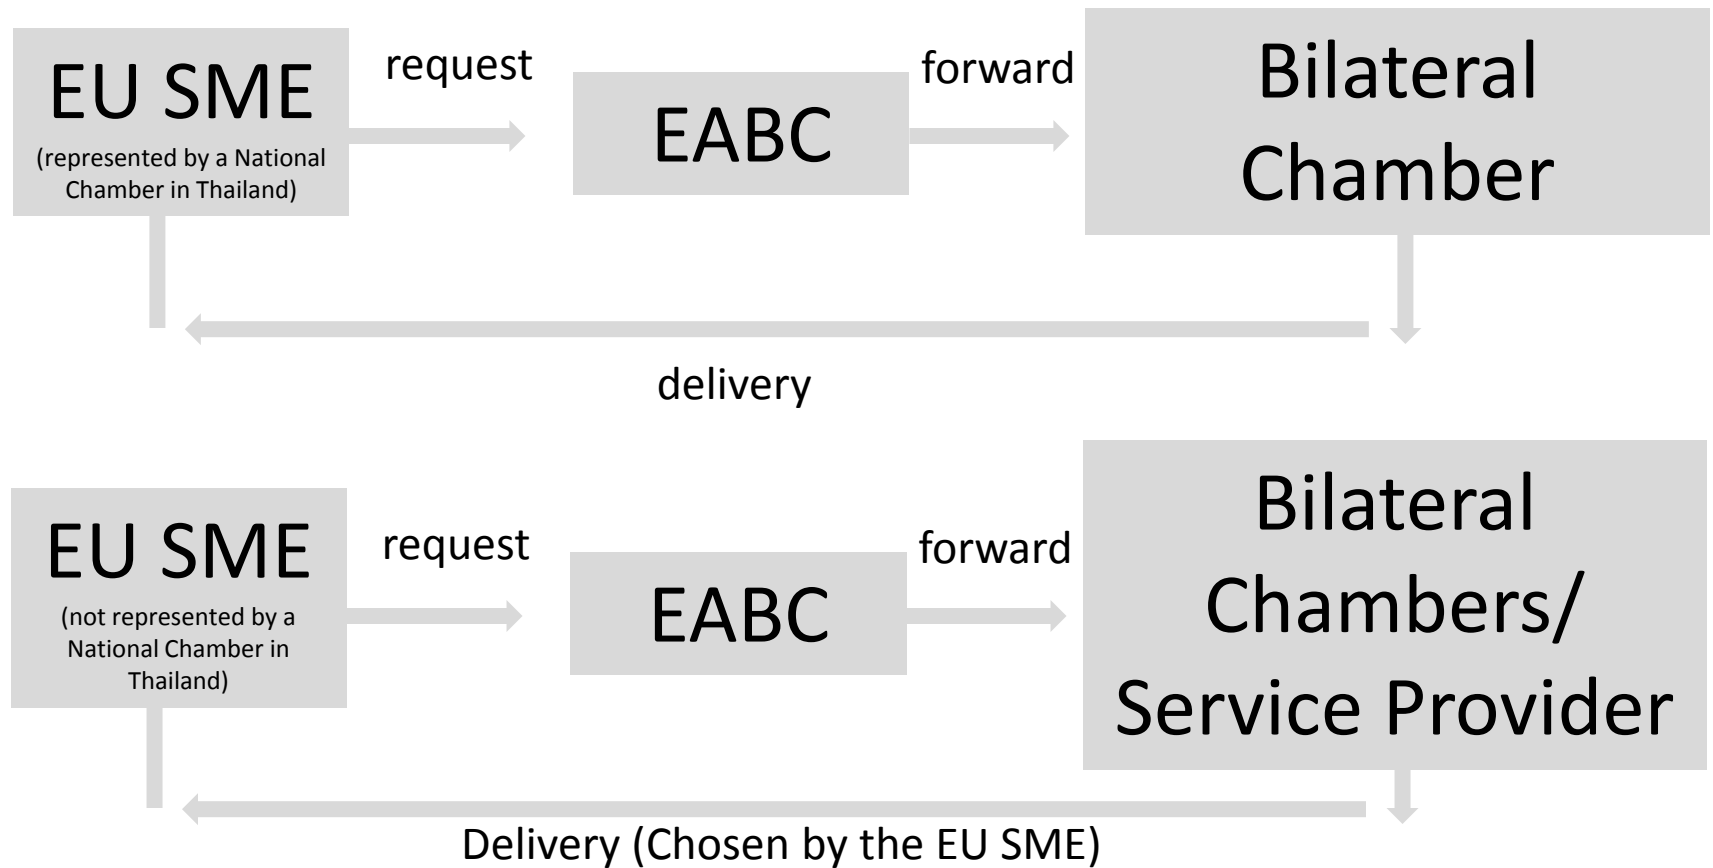 EU SME
(represented by a National
Chamber in Thailand)
request
EABC
forward
Bilateral
Chamber
delivery
EU SME
(not represented by a
National Chamber in
Thailand)
request
EABC
forward
Bilateral
Chambers/
Service Provider
Delivery (Chosen by the EU SME)